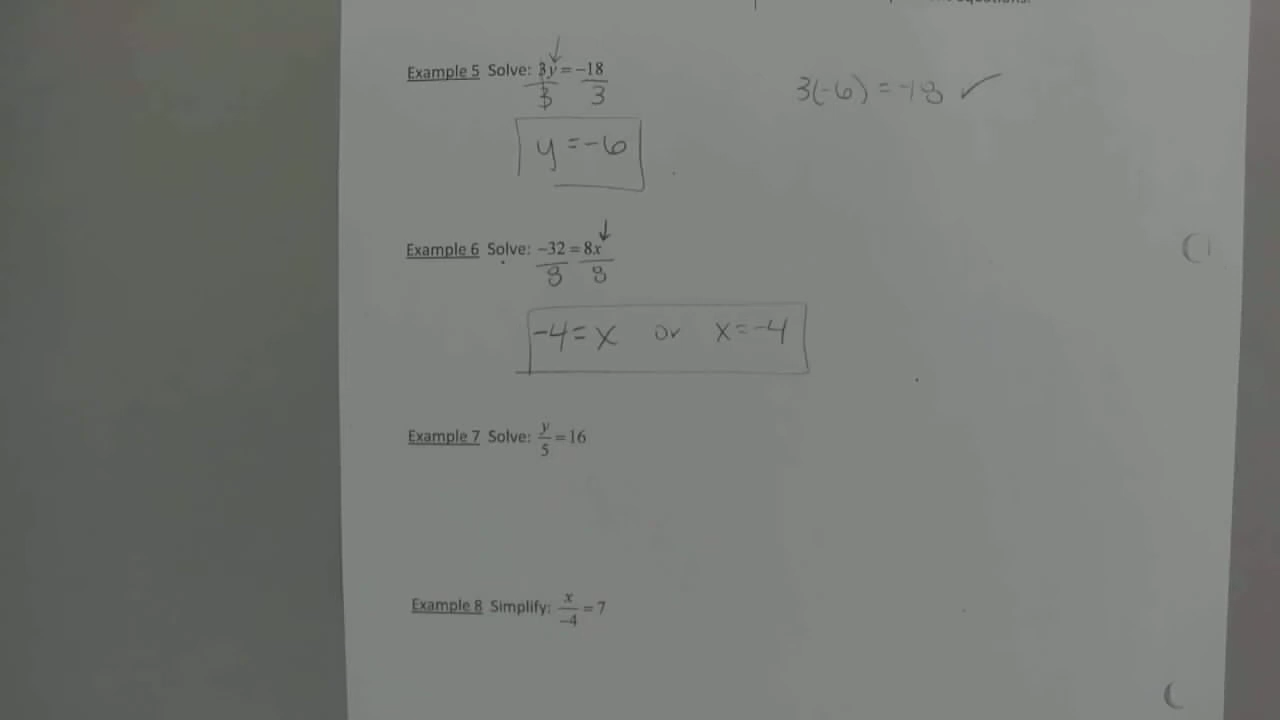 equations.
Example 5 Solve: 3y = -18
3 3
3(-6) = -18 ✓
y = -6
Example 6 Solve: -32 = 8x
8 8
-4 = x or x = -4
Example 7 Solve: y/5 = 16
Example 8 Simplify: x/-4 = 7